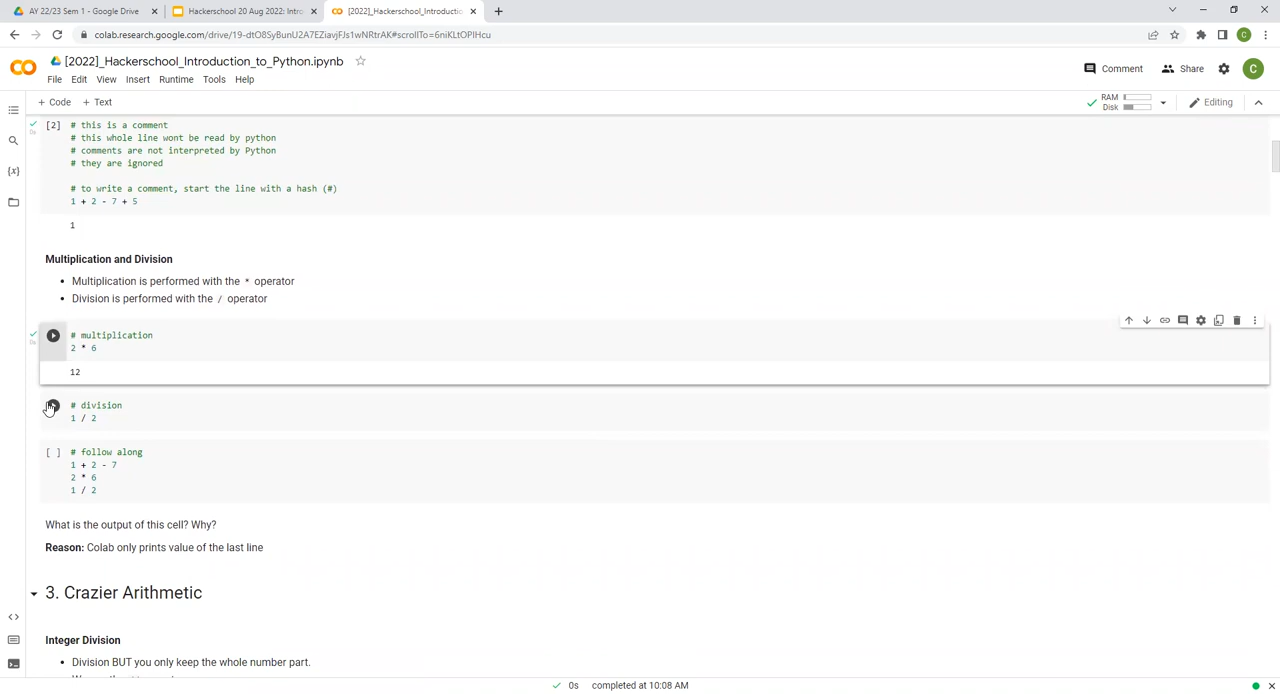 AY 22/23 Sem 1 - Google Drive
Hackerschool 20 Aug 2022: Intro
[2022]_Hackerschool_Introductio
colab.research.google.com/drive/19-dtO8SyBunU2A7EZiavjFJs1wNRtrAK#scrollTo=6niKLtOPIHcu
C
[2022]_Hackerschool_Introduction_to_Python.ipynb
File Edit View Insert Runtime Tools Help
Comment Share C
+ Code + Text
RAM
Disk
Editing
[2] # this is a comment
# this whole line wont be read by python
# comments are not interpreted by Python
# they are ignored
# to write a comment, start the line with a hash (#)
1 + 2 - 7 + 5
1
Multiplication and Division
• Multiplication is performed with the * operator
• Division is performed with the / operator
# multiplication
2 * 6
12
# division
1 / 2
[ ] # follow along
1 + 2 - 7
2 * 6
1 / 2
What is the output of this cell? Why?
Reason: Colab only prints value of the last line
3. Crazier Arithmetic
Integer Division
• Division BUT you only keep the whole number part.
0s completed at 10:08 AM